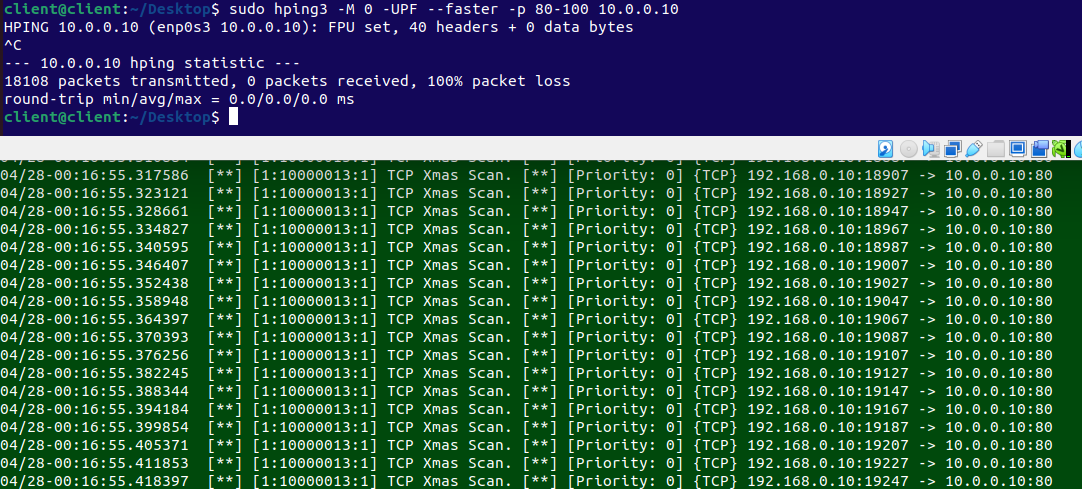 client@client:~/Desktop$ sudo hping3 -M 0 -UPF --faster -p 80-100 10.0.0.10
HPING 10.0.0.10 (enp0s3 10.0.0.10): FPU set, 40 headers + 0 data bytes
^C
--- 10.0.0.10 hping statistic ---
18108 packets transmitted, 0 packets received, 100% packet loss
round-trip min/avg/max = 0.0/0.0/0.0 ms
client@client:~/Desktop$
04/28-00:16:55.317586 [**] [1:10000013:1] TCP Xmas Scan. [**] [Priority: 0] {TCP} 192.168.0.10:18907 -> 10.0.0.10:80
04/28-00:16:55.323121 [**] [1:10000013:1] TCP Xmas Scan. [**] [Priority: 0] {TCP} 192.168.0.10:18927 -> 10.0.0.10:80
04/28-00:16:55.328661 [**] [1:10000013:1] TCP Xmas Scan. [**] [Priority: 0] {TCP} 192.168.0.10:18947 -> 10.0.0.10:80
04/28-00:16:55.334827 [**] [1:10000013:1] TCP Xmas Scan. [**] [Priority: 0] {TCP} 192.168.0.10:18967 -> 10.0.0.10:80
04/28-00:16:55.340595 [**] [1:10000013:1] TCP Xmas Scan. [**] [Priority: 0] {TCP} 192.168.0.10:18987 -> 10.0.0.10:80
04/28-00:16:55.346407 [**] [1:10000013:1] TCP Xmas Scan. [**] [Priority: 0] {TCP} 192.168.0.10:19007 -> 10.0.0.10:80
04/28-00:16:55.352438 [**] [1:10000013:1] TCP Xmas Scan. [**] [Priority: 0] {TCP} 192.168.0.10:19027 -> 10.0.0.10:80
04/28-00:16:55.358948 [**] [1:10000013:1] TCP Xmas Scan. [**] [Priority: 0] {TCP} 192.168.0.10:19047 -> 10.0.0.10:80
04/28-00:16:55.364397 [**] [1:10000013:1] TCP Xmas Scan. [**] [Priority: 0] {TCP} 192.168.0.10:19067 -> 10.0.0.10:80
04/28-00:16:55.370393 [**] [1:10000013:1] TCP Xmas Scan. [**] [Priority: 0] {TCP} 192.168.0.10:19087 -> 10.0.0.10:80
04/28-00:16:55.376256 [**] [1:10000013:1] TCP Xmas Scan. [**] [Priority: 0] {TCP} 192.168.0.10:19107 -> 10.0.0.10:80
04/28-00:16:55.382245 [**] [1:10000013:1] TCP Xmas Scan. [**] [Priority: 0] {TCP} 192.168.0.10:19127 -> 10.0.0.10:80
04/28-00:16:55.388344 [**] [1:10000013:1] TCP Xmas Scan. [**] [Priority: 0] {TCP} 192.168.0.10:19147 -> 10.0.0.10:80
04/28-00:16:55.394184 [**] [1:10000013:1] TCP Xmas Scan. [**] [Priority: 0] {TCP} 192.168.0.10:19167 -> 10.0.0.10:80
04/28-00:16:55.399854 [**] [1:10000013:1] TCP Xmas Scan. [**] [Priority: 0] {TCP} 192.168.0.10:19187 -> 10.0.0.10:80
04/28-00:16:55.405371 [**] [1:10000013:1] TCP Xmas Scan. [**] [Priority: 0] {TCP} 192.168.0.10:19207 -> 10.0.0.10:80
04/28-00:16:55.411853 [**] [1:10000013:1] TCP Xmas Scan. [**] [Priority: 0] {TCP} 192.168.0.10:19227 -> 10.0.0.10:80
04/28-00:16:55.418397 [**] [1:10000013:1] TCP Xmas Scan. [**] [Priority: 0] {TCP} 192.168.0.10:19247 -> 10.0.0.10:80